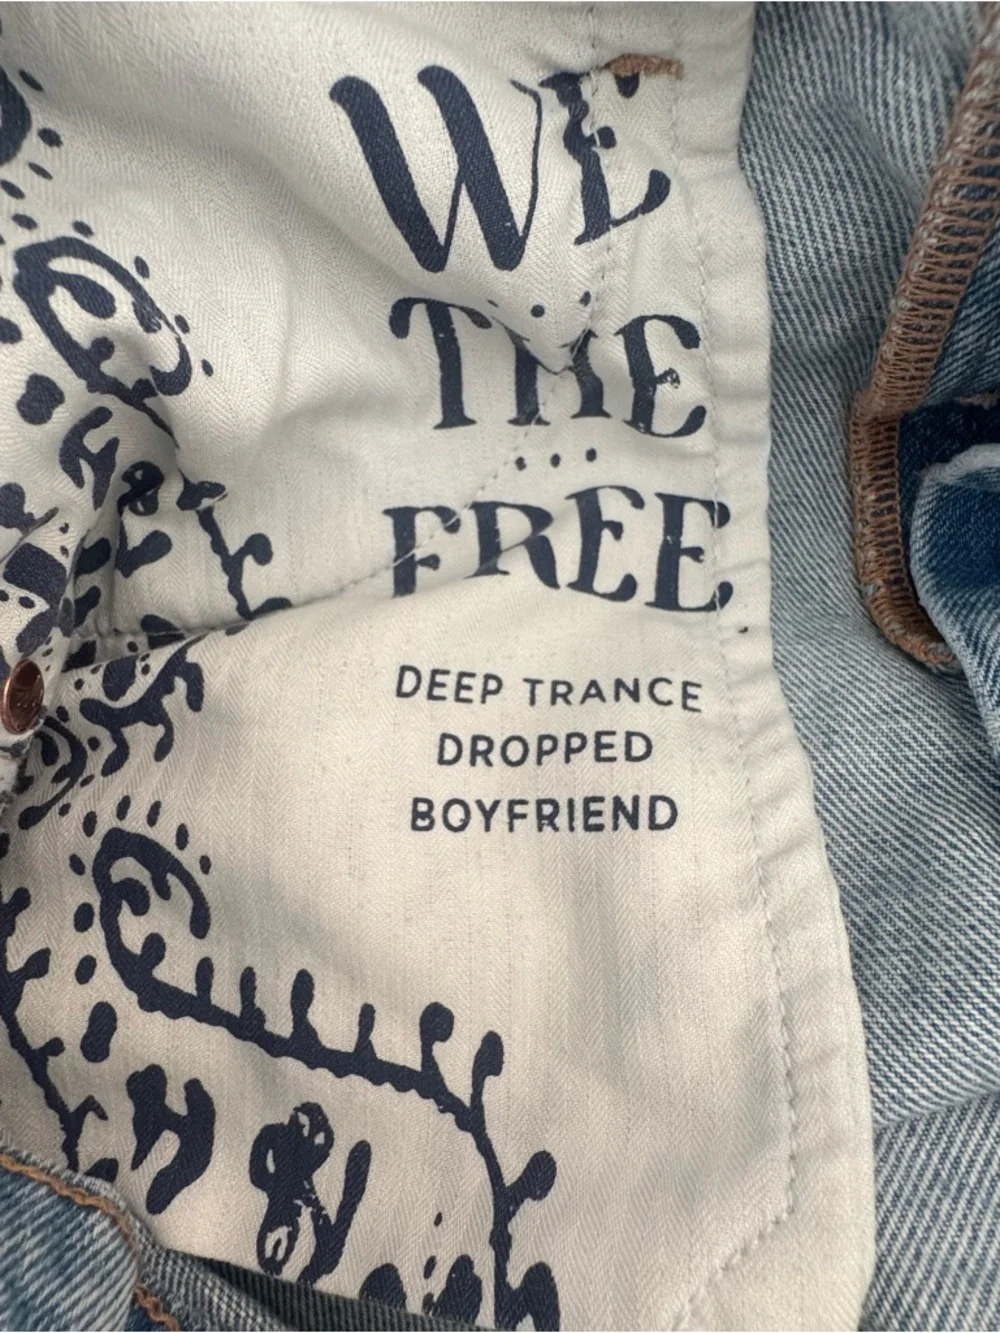 WE
THE
FREE
DEEP TRANCE
DROPPED
BOYFRIEND